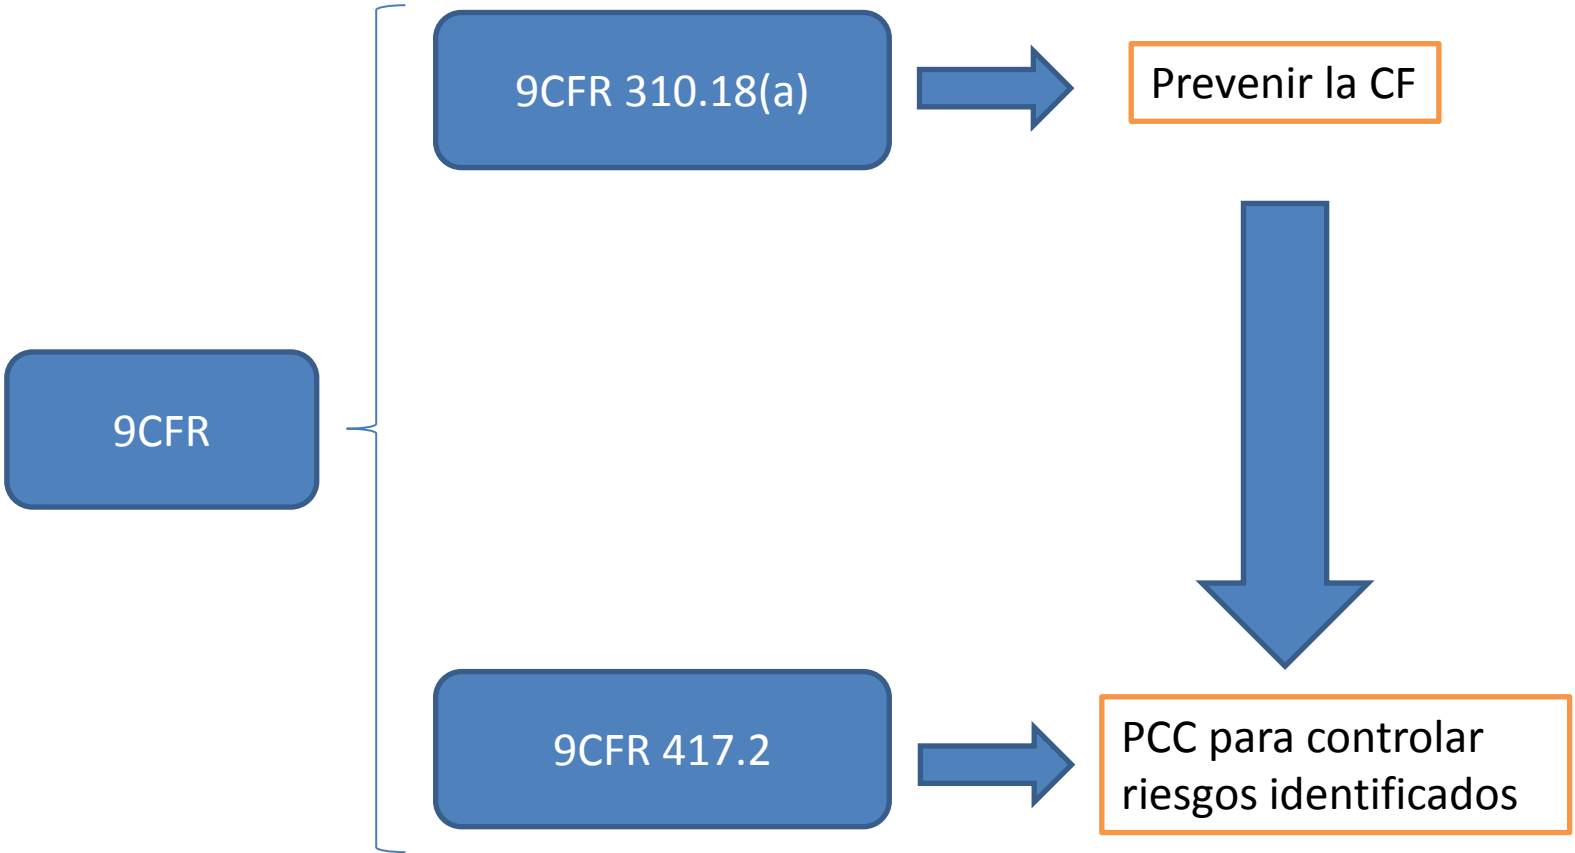 9CFR 310.18(a)
Prevenir la CF
9CFR
9CFR 417.2
PCC para controlar
riesgos identificados